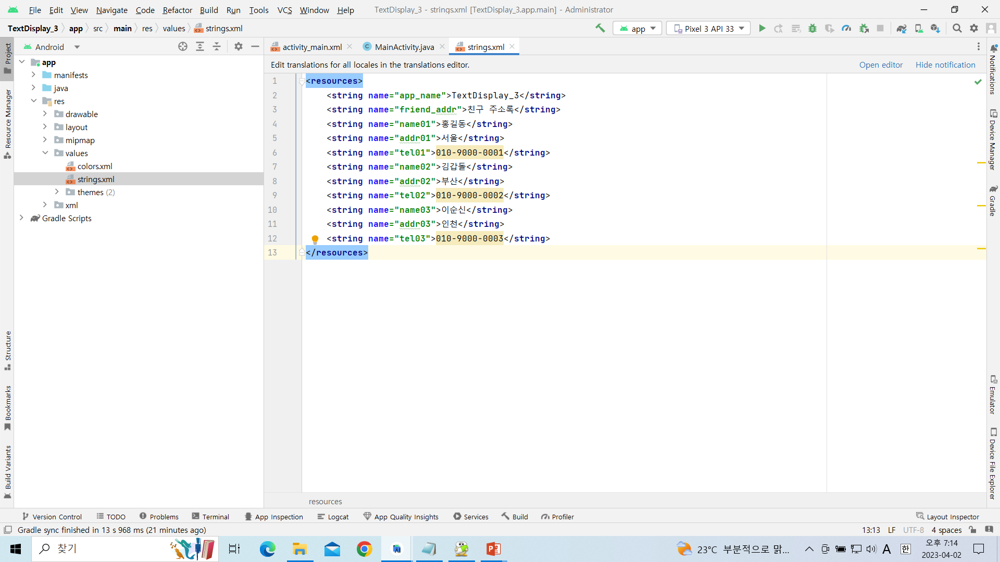 File Edit View Navigate Code Refactor Build Run Tools VCS Window Help TextDisplay_3 - strings.xml [TextDisplay_3.app.main] - Administrator
TextDisplay_3 app src main res values strings.xml app Pixel 3 API 33
Android
activity_main.xml MainActivity.java strings.xml
Project
Resource Manager
Structure
Bookmarks
Build Variants
app
manifests
java
res
drawable
layout
mipmap
values
colors.xml
strings.xml
themes (2)
xml
Gradle Scripts
Edit translations for all locales in the translations editor. Open editor Hide notification
1 <resources>
2 <string name="app_name">TextDisplay_3</string>
3 <string name="friend_addr">친구 주소록</string>
4 <string name="name01">홍길동</string>
5 <string name="addr01">서울</string>
6 <string name="tel01">010-9000-0001</string>
7 <string name="name02">김갑돌</string>
8 <string name="addr02">부산</string>
9 <string name="tel02">010-9000-0002</string>
10 <string name="name03">이순신</string>
11 <string name="addr03">인천</string>
12 <string name="tel03">010-9000-0003</string>
13 </resources>
resources
Notifications
Device Manager
Gradle
Emulator
Device File Explorer
Version Control TODO Problems Terminal App Inspection Logcat App Quality Insights Services Build Profiler Layout Inspector
Gradle sync finished in 13 s 968 ms (21 minutes ago) 13:13 LF UTF-8 4 spaces
찾기 23°C 부분적으로 맑... A 한 오후 7:14
2023-04-02